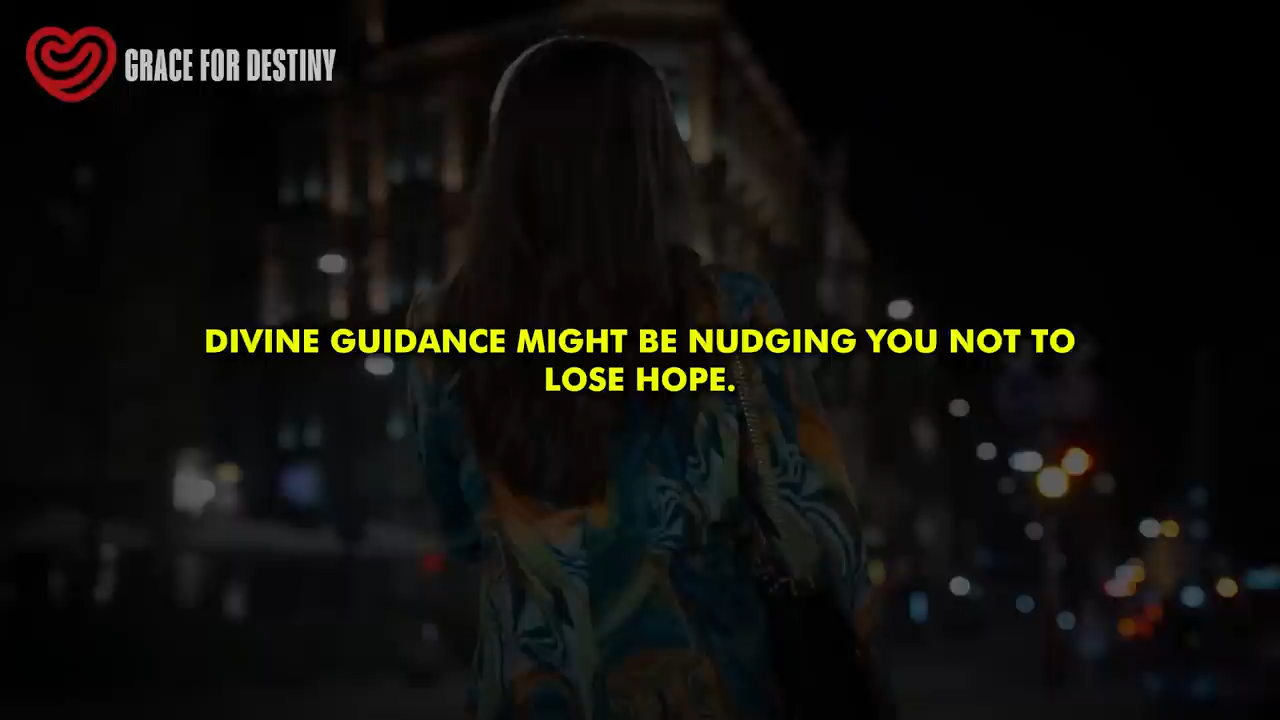 GRACE FOR DESTINY
DIVINE GUIDANCE MIGHT BE NUDGING YOU NOT TO
LOSE HOPE.